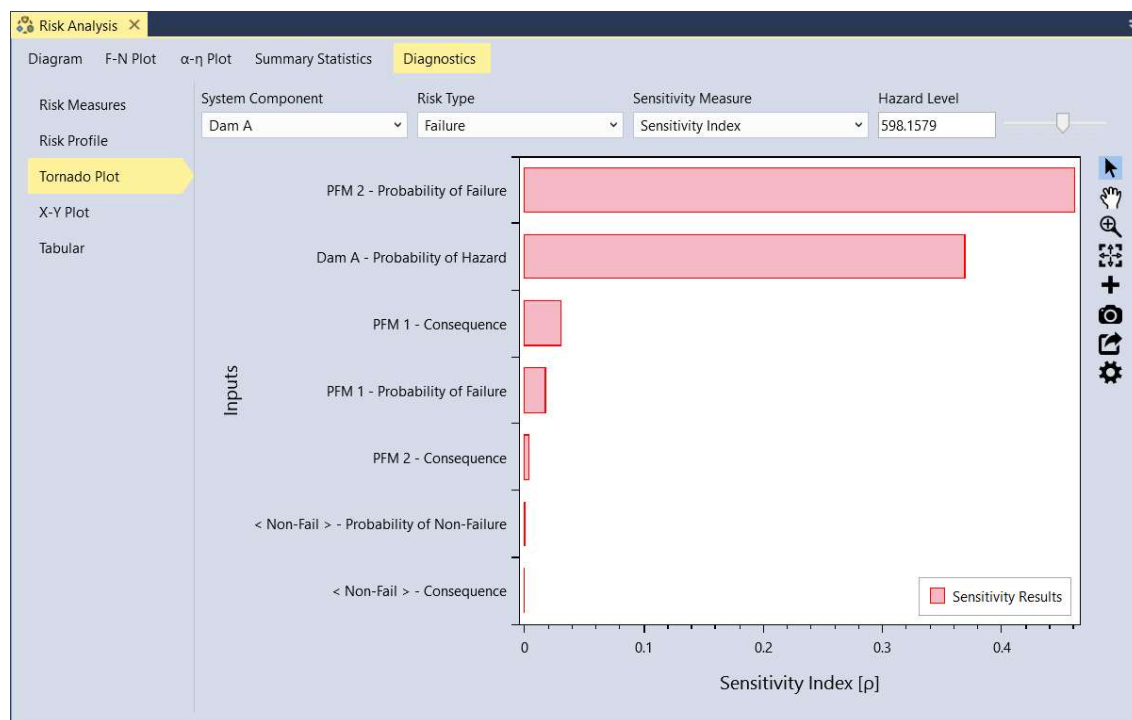 Risk Analysis
Diagram F-N Plot α-η Plot Summary Statistics Diagnostics
Risk Measures
Risk Profile
Tornado Plot
X-Y Plot
Tabular
System Component Risk Type Sensitivity Measure Hazard Level
Dam A Failure Sensitivity Index 598.1579
Inputs
PFM 2 - Probability of Failure
Dam A - Probability of Hazard
PFM 1 - Consequence
PFM 1 - Probability of Failure
PFM 2 - Consequence
< Non-Fail > - Probability of Non-Failure
< Non-Fail > - Consequence
Sensitivity Results
0 0.1 0.2 0.3 0.4
Sensitivity Index [ρ]